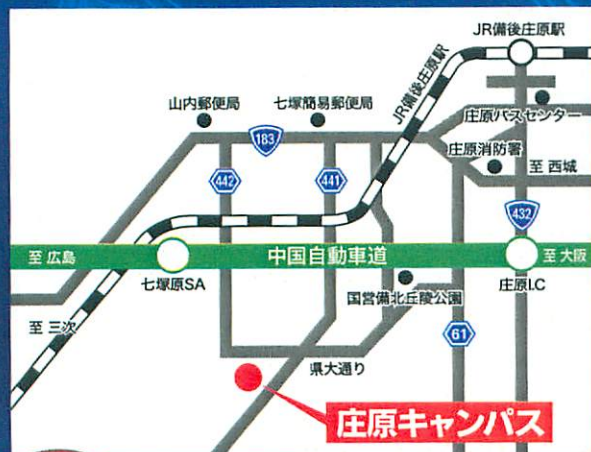 JR備後庄原駅
JR備後庄原駅
山内郵便局
七塚簡易郵便局
庄原バスセンター
183
庄原消防署
至 西城
442
441
432
至 広島
中国自動車道
至 大阪
七塚原SA
国営備北丘陵公園
庄原I.C
至 三次
61
県大通り
庄原キャンパス